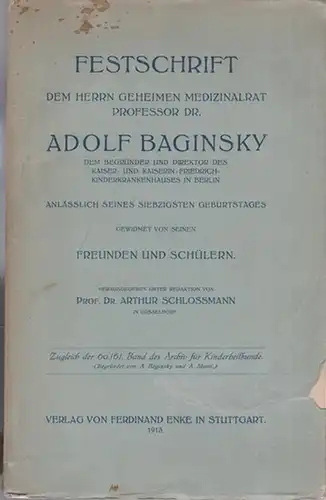 FESTSCHRIFT
DEM HERRN GEHEIMEN MEDIZINALRAT
PROFESSOR DR.
ADOLF BAGINSKY
DEM BEGRÜNDER UND DIREKTOR DES
KAISER- UND KAISERIN-FRIEDRICH-
KINDERKRANKENHAUSES IN BERLIN
ANLÄSSLICH SEINES SIEBZIGSTEN GEBURTSTAGES
GEWIDMET VON SEINEN
FREUNDEN UND SCHÜLERN.
HERAUSGEGEBEN UNTER REDAKTION VON
PROF. DR. ARTHUR SCHLOSSMANN
IN DÜSSELDORF
Zugleich der 60./61. Band des Archiv für Kinderheilkunde.
(Begründet von A. Baginsky und A. Monti.)
VERLAG VON FERDINAND ENKE IN STUTTGART.
1913.